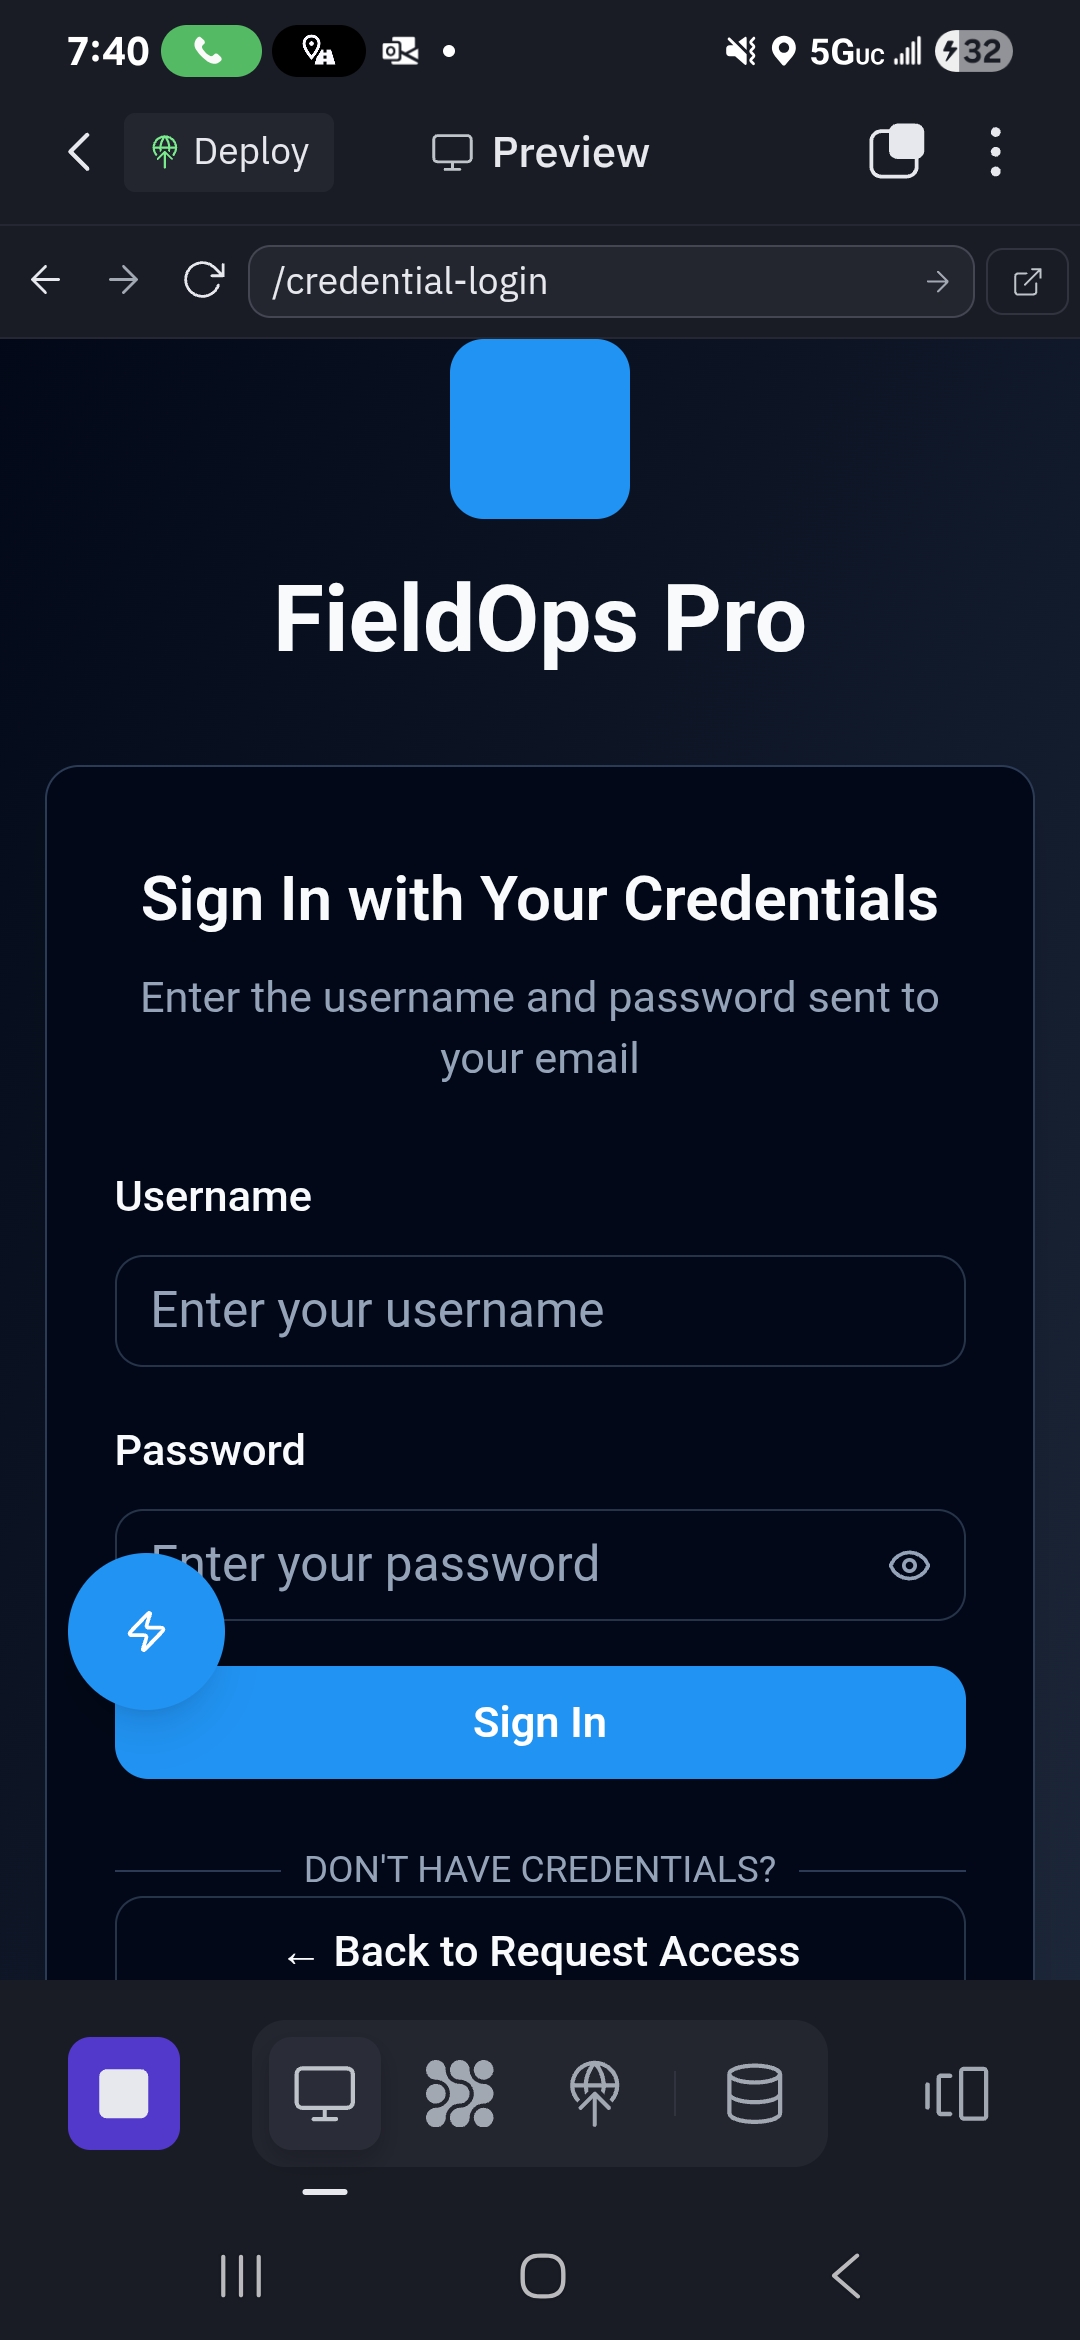 7:40
5GUC
32
Deploy
Preview
/credential-login
FieldOps Pro
Sign In with Your Credentials
Enter the username and password sent to
your email
Username
Enter your username
Password
Enter your password
Sign In
DON'T HAVE CREDENTIALS?
← Back to Request Access